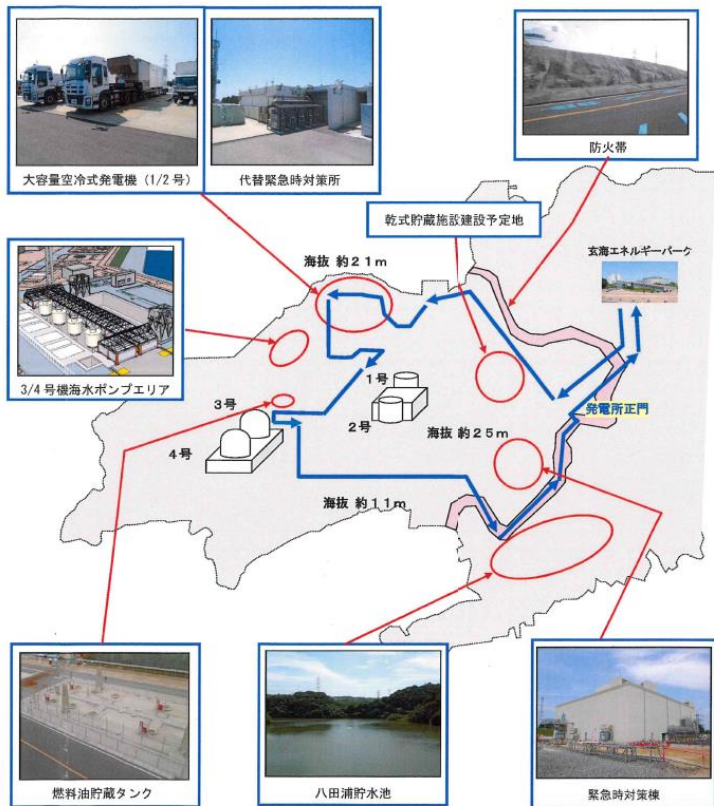 大容量空冷式発電機（1/2 号）
代替緊急時対策所
防火帯
乾式貯蔵施設建設予定地
海抜 約２１ｍ
玄海エネルギーパーク
3/4 号機海水ポンプエリア
1号
3号
2号
発電所正門
海抜 約２５ｍ
4号
海抜 約１１ｍ
燃料油貯蔵タンク
八田浦貯水池
緊急時対策棟